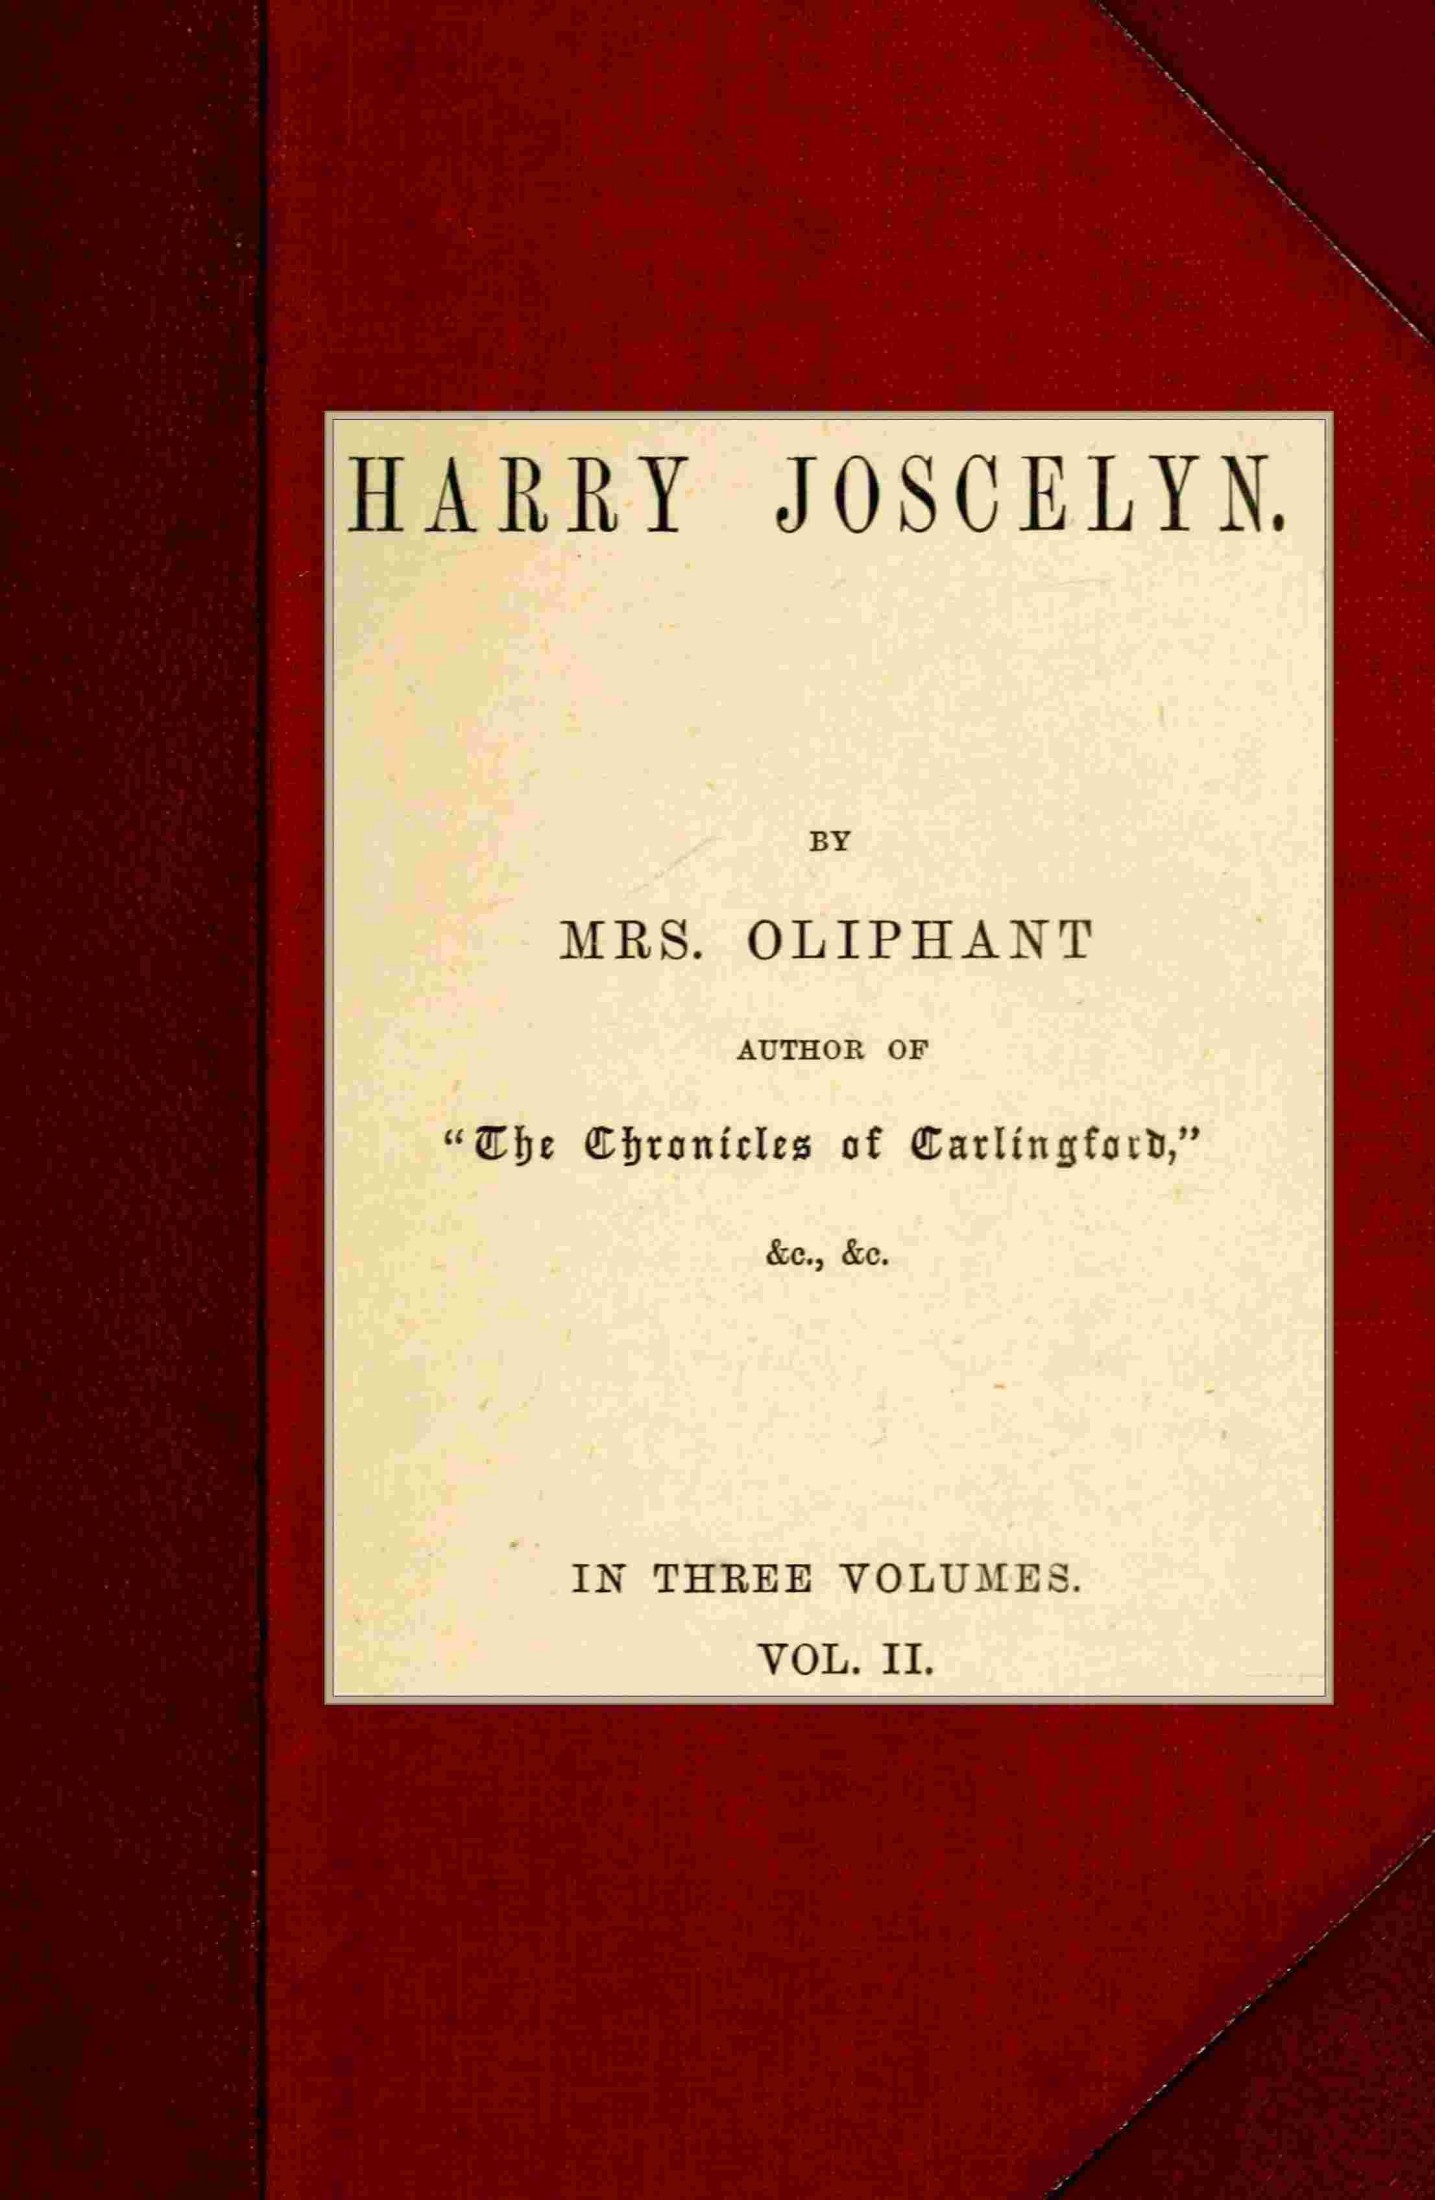 HARRY JOSCELYN.
BY
MRS. OLIPHANT
AUTHOR OF
“The Chronicles of Carlingford,”
&c., &c.
IN THREE VOLUMES.
VOL. II.